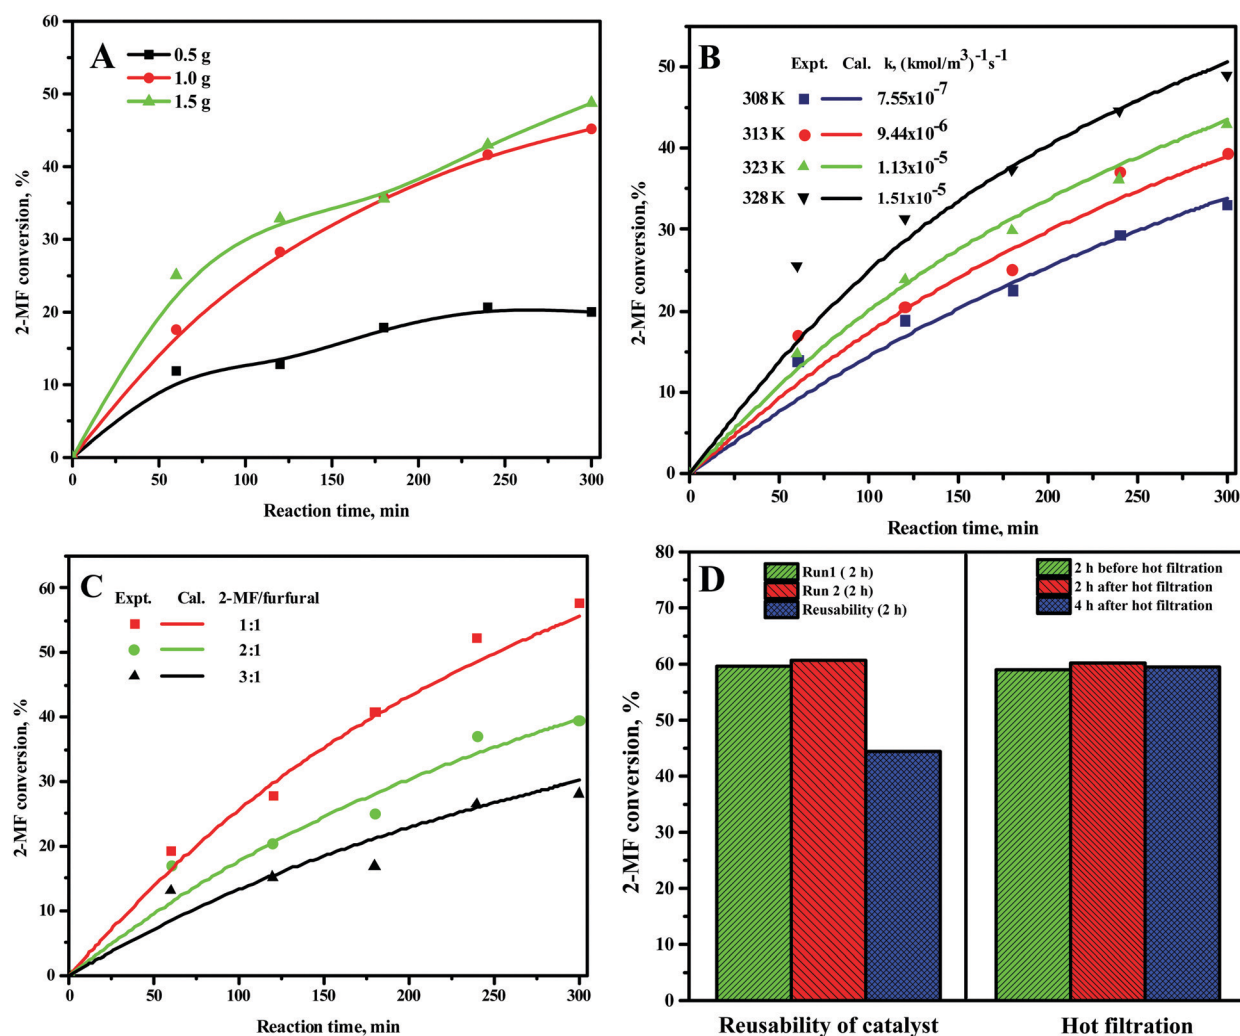 A
0.5 g
1.0 g
1.5 g
60
50
40
30
20
10
0
0 50 100 150 200 250 300
2-MF conversion, %
Reaction time, min
B
Expt. Cal. k, (kmol/m³)⁻¹s⁻¹
308 K 7.55x10⁻⁷
313 K 9.44x10⁻⁶
323 K 1.13x10⁻⁵
328 K 1.51x10⁻⁵
50
40
30
20
10
0
0 50 100 150 200 250 300
2-MF conversion,%
Reaction time, min
C
Expt. Cal. 2-MF/furfural
1:1
2:1
3:1
60
50
40
30
20
10
0
0 50 100 150 200 250 300
2-MF conversion, %
Reaction time, min
D
Run1 ( 2 h)
Run 2 (2 h)
Reusability (2 h)
2 h before hot filtration
2 h after hot filtration
4 h after hot filtration
80
70
60
50
40
30
20
10
0
2-MF conversion, %
Reusability of catalyst Hot filtration